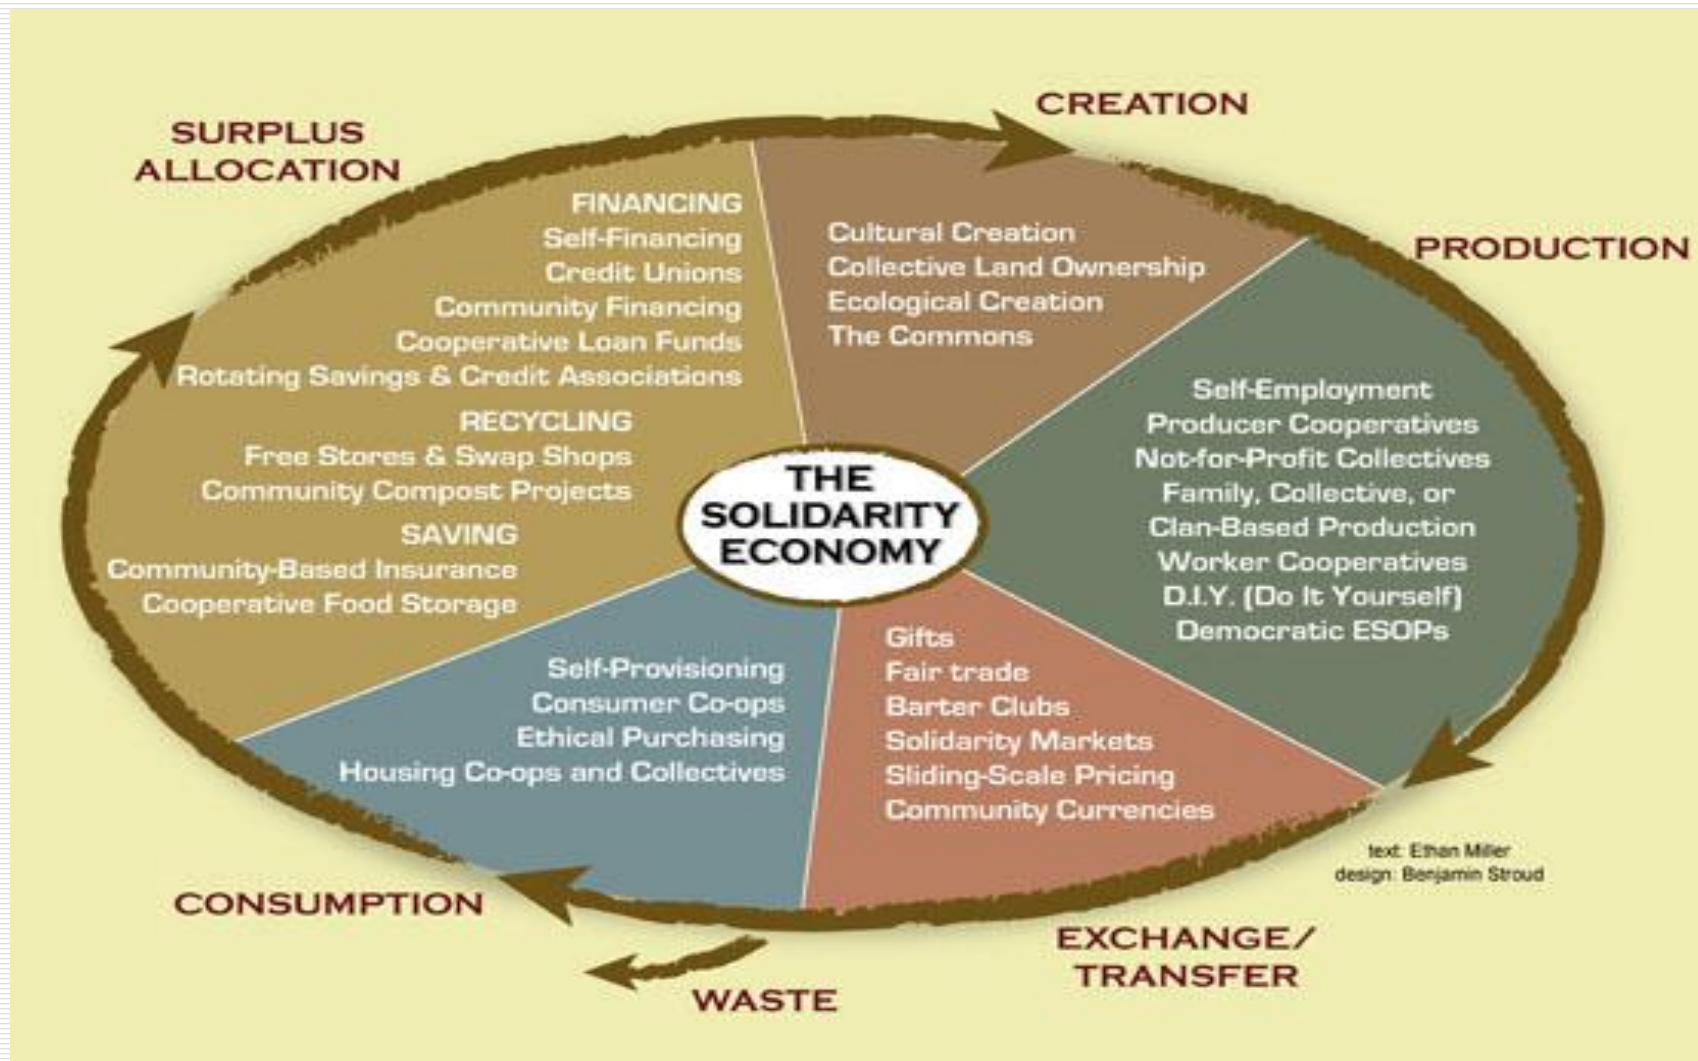 CREATION
SURPLUS
ALLOCATION
FINANCING
Self-Financing
Credit Unions
Community Financing
Cooperative Loan Funds
Rotating Savings & Credit Associations
RECYCLING
Free Stores & Swap Shops
Community Compost Projects
SAVING
Community-Based Insurance
Cooperative Food Storage
Cultural Creation
Collective Land Ownership
Ecological Creation
The Commons
PRODUCTION
Self-Employment
Producer Cooperatives
Not-for-Profit Collectives
Family, Collective, or
Clan-Based Production
Worker Cooperatives
D.I.Y. (Do It Yourself)
Democratic ESOPs
THE
SOLIDARITY
ECONOMY
Self-Provisioning
Consumer Co-ops
Ethical Purchasing
Housing Co-ops and Collectives
Gifts
Fair trade
Barter Clubs
Solidarity Markets
Sliding-Scale Pricing
Community Currencies
text: Ethan Miller
design: Benjamin Stroud
CONSUMPTION
EXCHANGE/
TRANSFER
WASTE